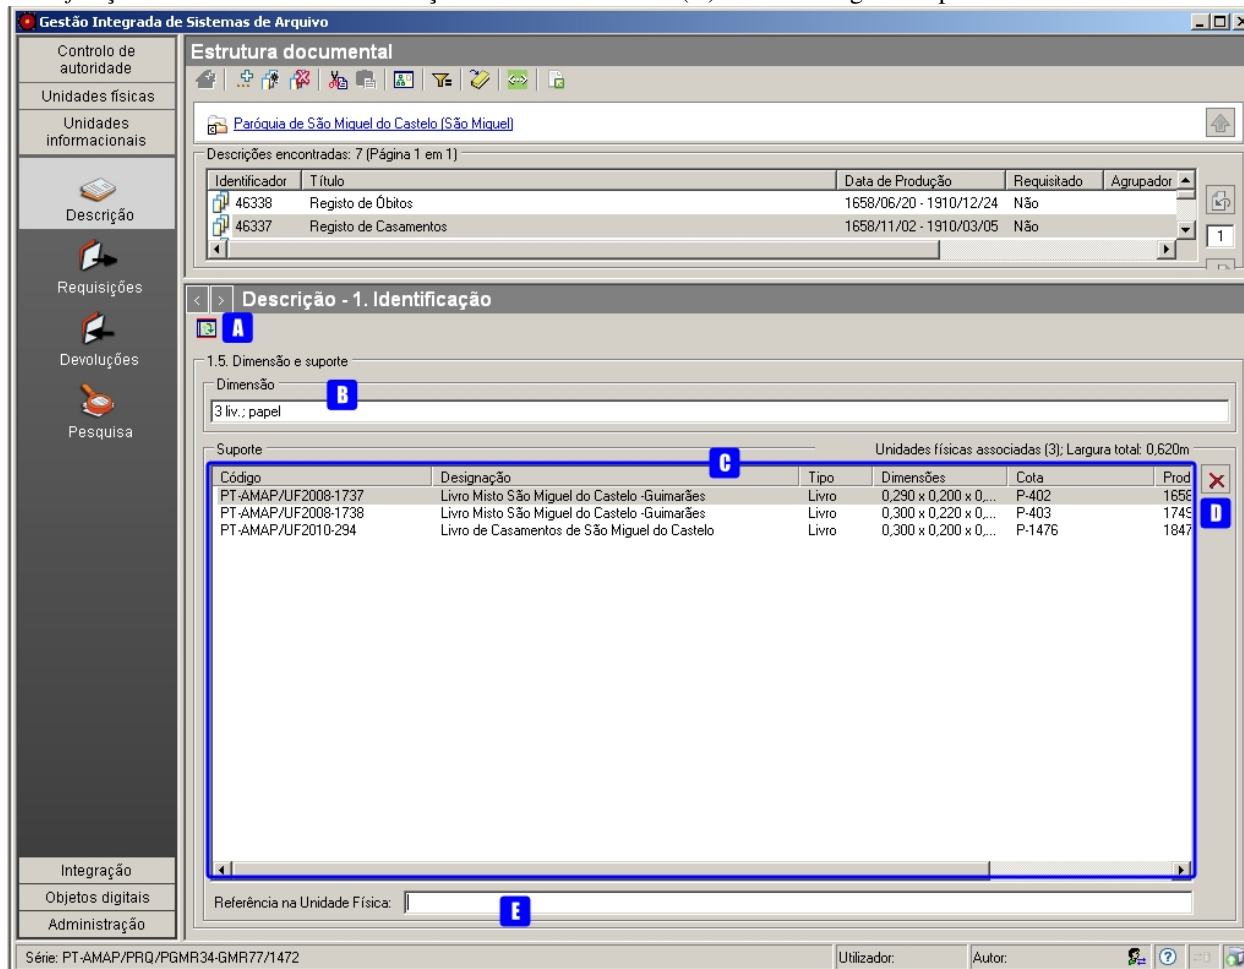 Gestão Integrada de Sistemas de Arquivo
Controlo de
autoridade
Unidades físicas
Unidades
informacionais
Descrição
Requisições
Devoluções
Pesquisa
Integração
Objetos digitais
Administração
Estrutura documental
Paróquia de São Miguel do Castelo (São Miguel)
Descrições encontradas: 7 (Página 1 em 1)
Identificador Título Data de Produção Requisitado Agrupador
46338 Registo de Óbitos 1658/06/20 - 1910/12/24 Não
46337 Registo de Casamentos 1658/11/02 - 1910/03/05 Não
1
< > Descrição - 1. Identificação
A
1.5. Dimensão e suporte
Dimensão
B
3 liv.; papel
Suporte Unidades físicas associadas (3); Largura total: 0,620m
C
Código Designação Tipo Dimensões Cota Prod
PT-AMAP/UF2008-1737 Livro Misto São Miguel do Castelo -Guimarães Livro 0,290 x 0,200 x 0,... P-402 1658
PT-AMAP/UF2008-1738 Livro Misto São Miguel do Castelo -Guimarães Livro 0,300 x 0,220 x 0,... P-403 1749
PT-AMAP/UF2010-294 Livro de Casamentos de São Miguel do Castelo Livro 0,300 x 0,200 x 0,... P-1476 1847
D
Referência na Unidade Física:
E
Série: PT-AMAP/PRQ/PGMR34-GMR77/1472 Utilizador: Autor: